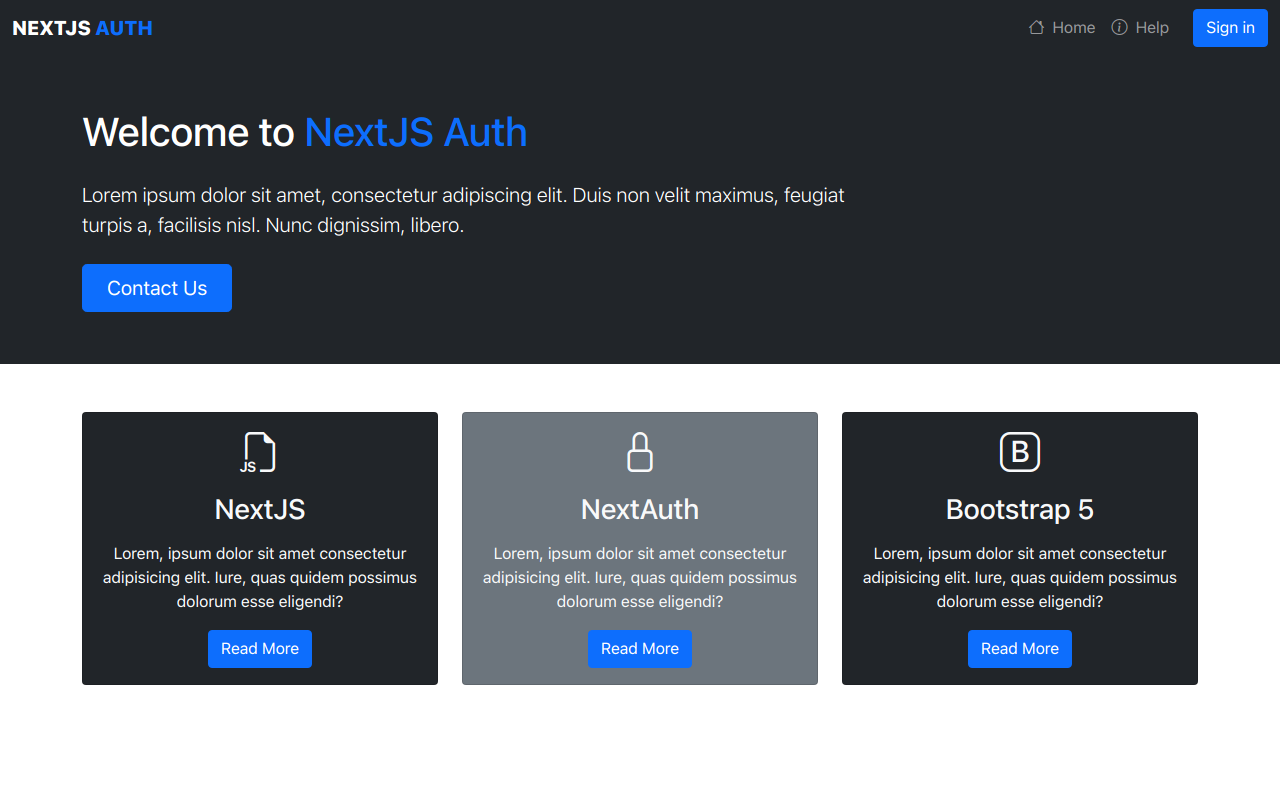 NEXTJS AUTH
Home
Help
Sign in
Welcome to NextJS Auth
Lorem ipsum dolor sit amet, consectetur adipiscing elit. Duis non velit maximus, feugiat
turpis a, facilisis nisl. Nunc dignissim, libero.
Contact Us
JS
NextJS
Lorem, ipsum dolor sit amet consectetur
adipisicing elit. Iure, quas quidem possimus
dolorum esse eligendi?
Read More
NextAuth
Lorem, ipsum dolor sit amet consectetur
adipisicing elit. Iure, quas quidem possimus
dolorum esse eligendi?
Read More
B
Bootstrap 5
Lorem, ipsum dolor sit amet consectetur
adipisicing elit. Iure, quas quidem possimus
dolorum esse eligendi?
Read More